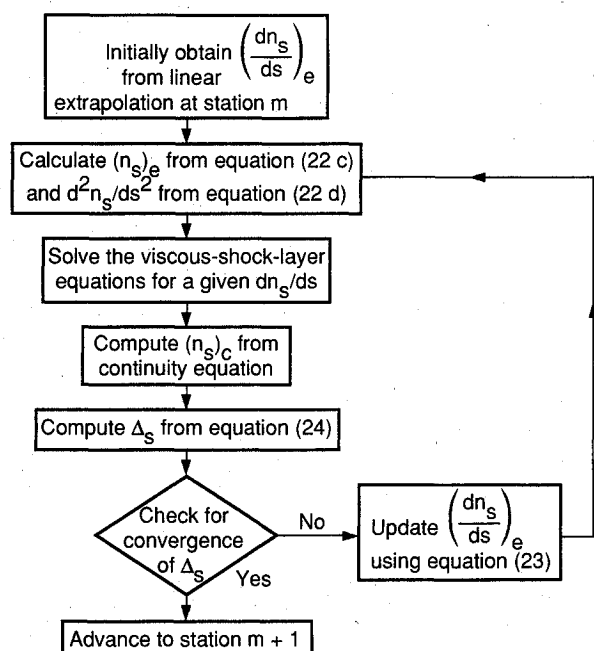 Initially obtain (dn_s/ds)_e
from linear
extrapolation at station m
Calculate (n_s)_e from equation (22 c)
and d²n_s/ds² from equation (22 d)
Solve the viscous-shock-layer
equations for a given dn_s/ds
Compute (n_s)_c from
continuity equation
Compute Δ_s from equation (24)
Check for
convergence
of Δ_s
No
Yes
Update (dn_s/ds)_e
using equation (23)
Advance to station m + 1